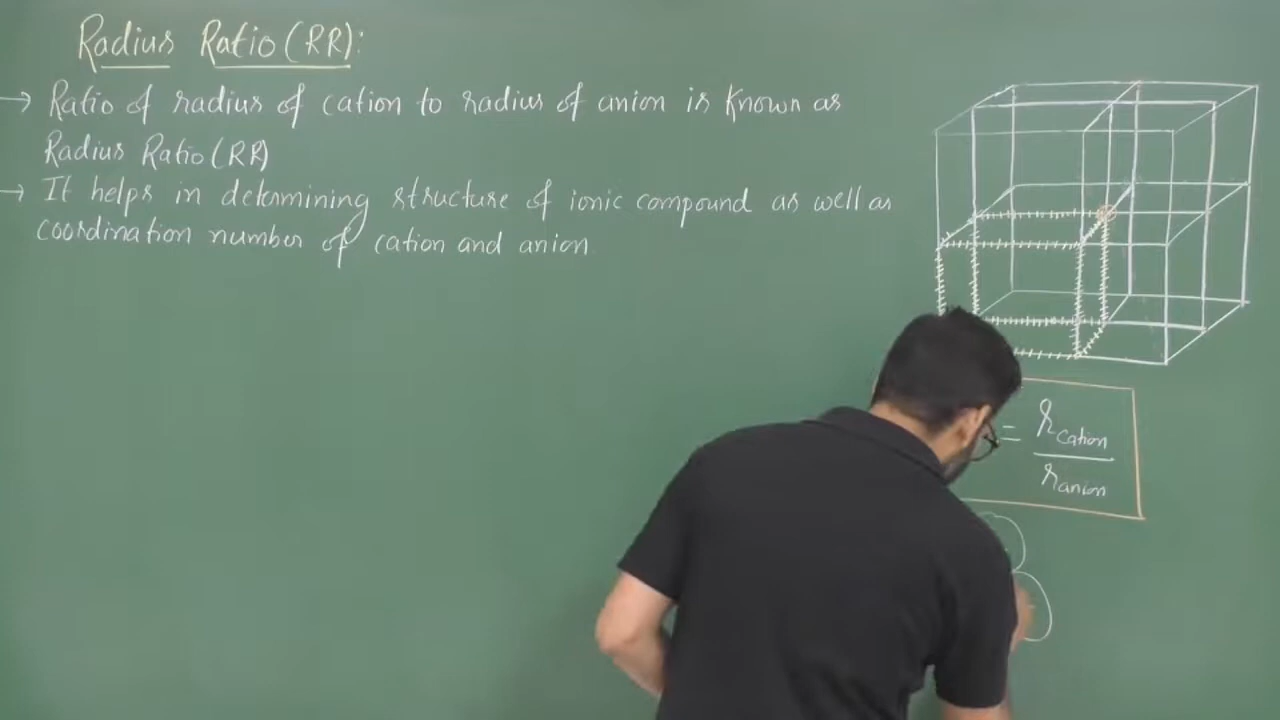 Radius Ratio (RR):
→ Ratio of radius of cation to radius of anion is known as
Radius Ratio (RR)
→ It helps in determining structure of ionic compound as well as
coordination number of cation and anion
= r cation
r anion